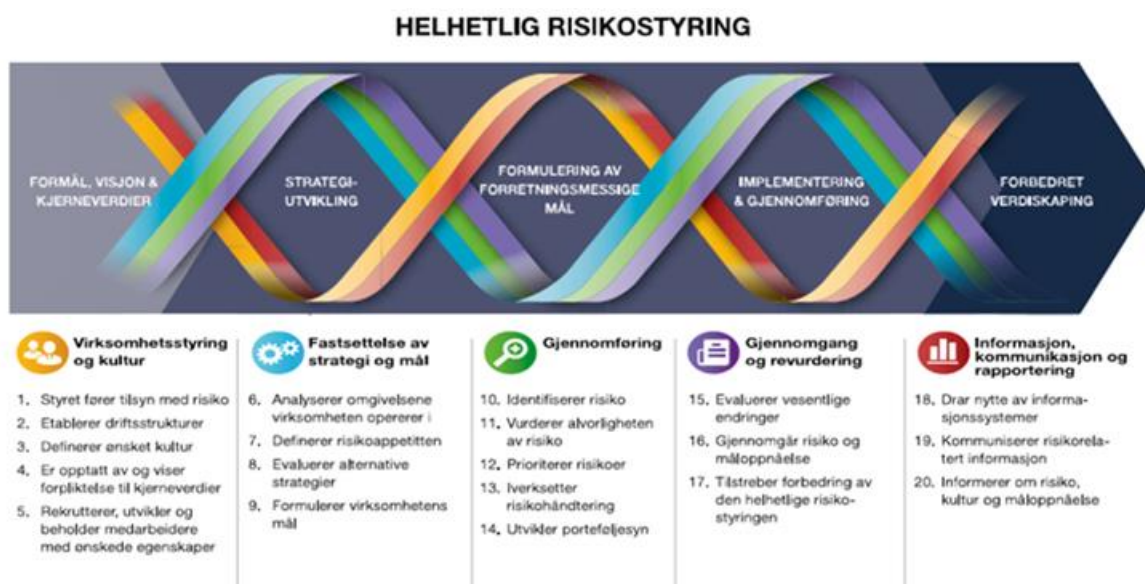 HELHETLIG RISIKOSTYRING
FORMÅL, VISJON &
KJERNEVERDIER
STRATEGI-
UTVIKLING
FORMULERING AV
FORRETNINGSMESSIGE
MÅL
IMPLEMENTERING
& GJENNOMFØRING
FORBEDRET
VERDISKAPING
Virksomhetsstyring
og kultur
1. Styret fører tilsyn med risiko
2. Etablerer driftsstrukturer
3. Definerer ønsket kultur
4. Er opptatt av og viser
forpliktelse til kjerneverdier
5. Rekrutterer, utvikler og
beholder medarbeidere
med ønskede egenskaper
Fastsettelse av
strategi og mål
6. Analyserer omgivelsene
virksomheten opererer i
7. Definerer risikoappetitten
8. Evaluerer alternative
strategier
9. Formulerer virksomhetens
mål
Gjennomføring
10. Identifiserer risiko
11. Vurderer alvorligheten
av risiko
12. Prioriterer risikoer
13. Iverksetter
risikohåndtering
14. Utvikler porteføljesyn
Gjennomgang
og revurdering
15. Evaluerer vesentlige
endringer
16. Gjennomgår risiko og
måloppnåelse
17. Tilstreber forbedring av
den helhetlige risiko-
styringen
Informasjon,
kommunikasjon og
rapportering
18. Drar nytte av informa-
sjonssystemer
19. Kommuniserer risikorela-
tert informasjon
20. Informerer om risiko,
kultur og måloppnåelse